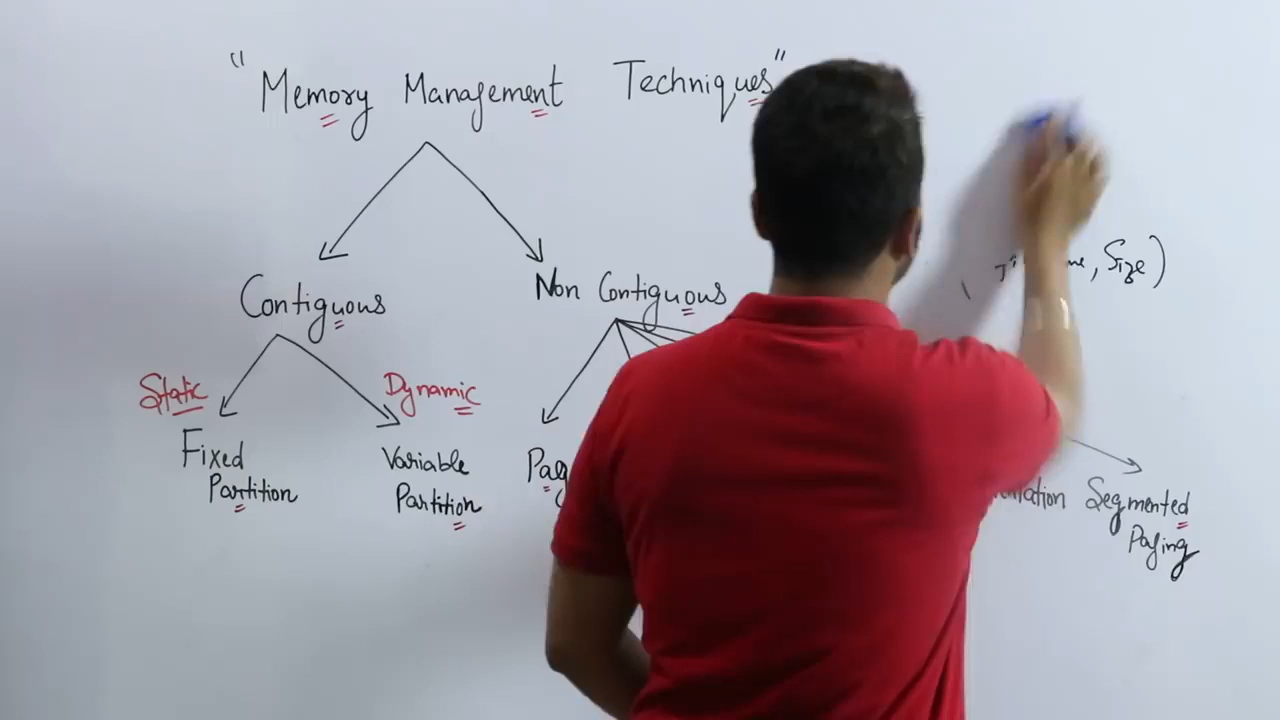 "Memory Management Techniques"
, Size)
Contiguous
Non Contiguous
Static
Dynamic
Fixed
Partition
Variable
Partition
Segmented
Paging